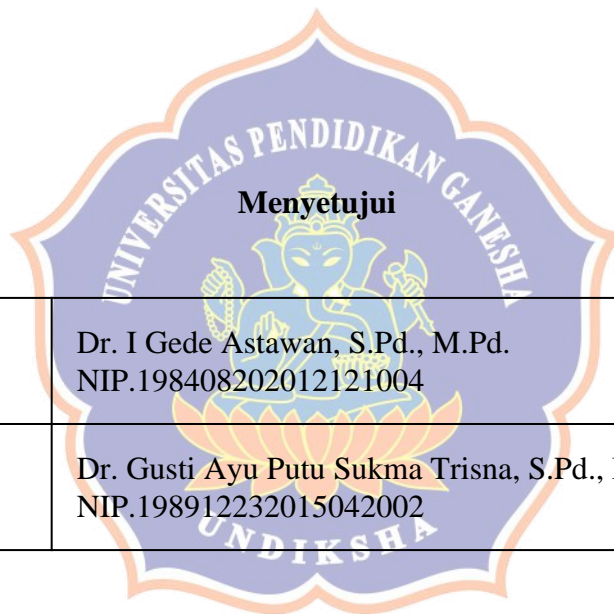 UNIVERSITAS PENDIDIKAN GANESHA
Menyetujui
Dr. I Gede Astawan, S.Pd., M.Pd.
NIP.198408202012121004
Dr. Gusti Ayu Putu Sukma Trisna, S.Pd.,
NIP.198912232015042002
UNDIKSHA